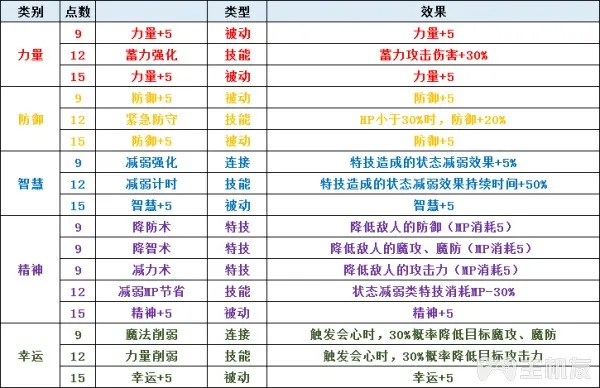 类别 点数 类型 效果
力量 9 力量+5 被动 力量+5
12 蓄力强化 技能 蓄力攻击伤害+30%
15 力量+5 被动 力量+5
防御 9 防御+5 被动 防御+5
12 紧急防守 技能 HP小于30%时，防御+20%
15 防御+5 被动 防御+5
智慧 9 减弱强化 连接 特技造成的状态减弱效果+5%
12 减弱计时 技能 特技造成的状态减弱效果持续时间+50%
15 智慧+5 被动 智慧+5
精神 9 降防术 特技 降低敌人的防御（MP消耗5）
9 降智术 特技 降低敌人的魔攻、魔防（MP消耗5）
9 减力术 特技 降低敌人的攻击力（MP消耗5）
12 减弱MP节省 技能 状态减弱类特技消耗MP-30%
15 精神+5 被动 精神+5
幸运 9 魔法削弱 连接 触发会心时，30%概率降低目标魔攻、魔防
12 力量削弱 技能 触发会心时，30%概率降低目标攻击力
15 幸运+5 被动 幸运+5
主机友